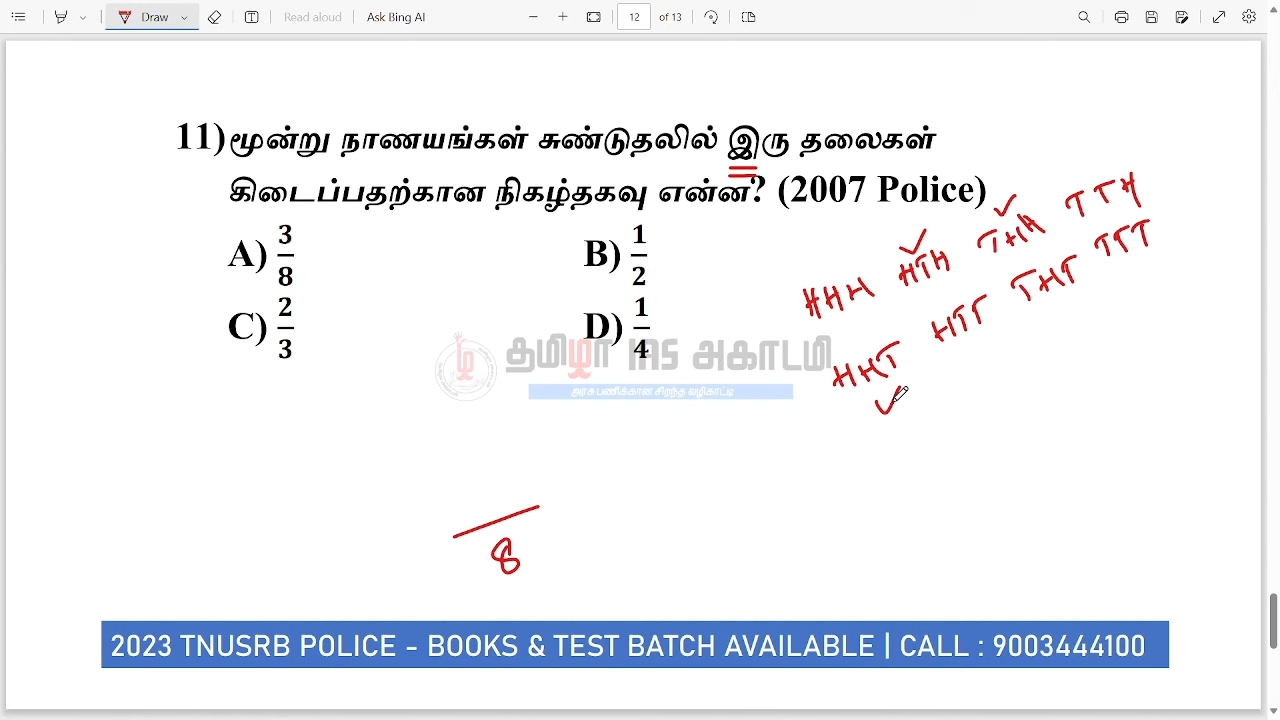 Draw
Read aloud
Ask Bing AI
12 of 13
11) மூன்று நாணயங்கள் சுண்டுதலில் இரு தலைகள்
கிடைப்பதற்கான நிகழ்தகவு என்ன? (2007 Police)
A) 3/8 B) 1/2
C) 2/3 D) 1/4
HHH HTH THH TTH
HHT HTT THT TTT
8
தமிழா IAS அகாடமி
அரசு பணிக்கான சிறந்த வழிகாட்டி
2023 TNUSRB POLICE - BOOKS & TEST BATCH AVAILABLE | CALL : 9003444100